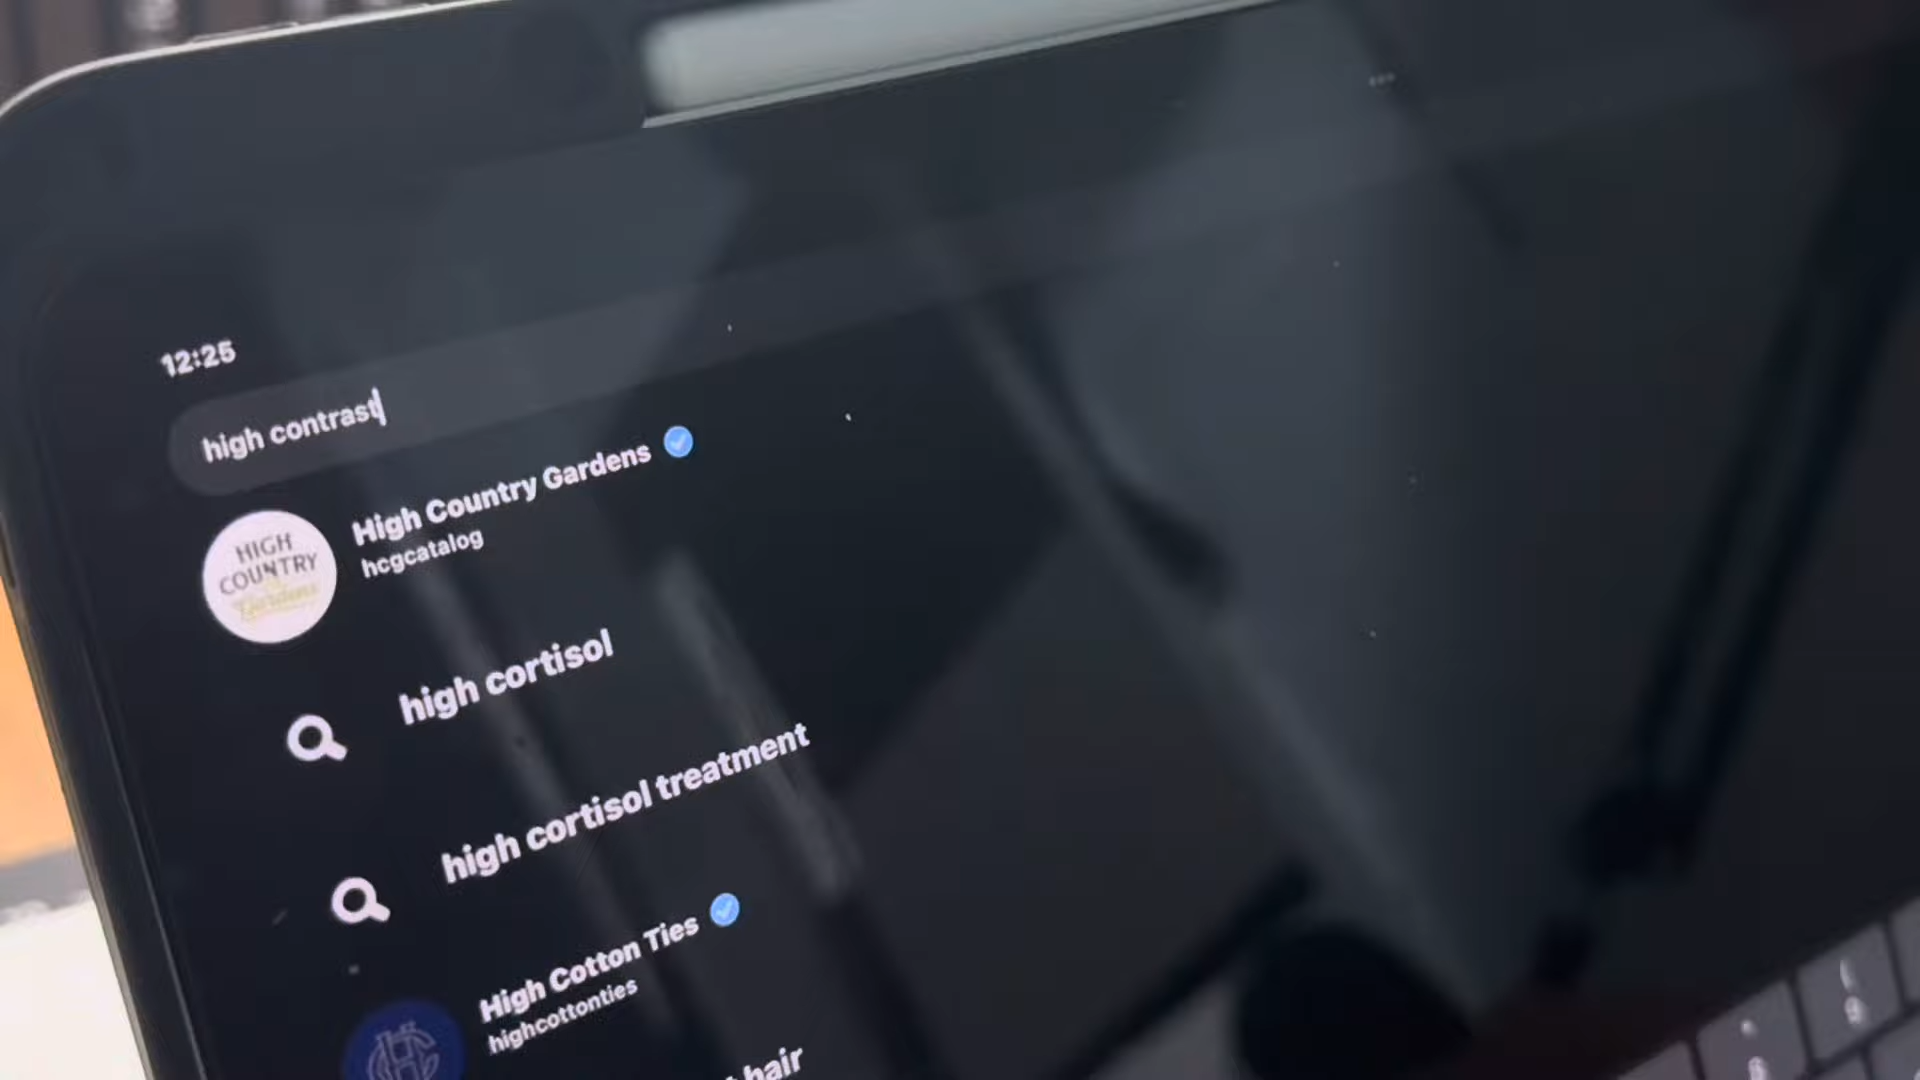 12:25
high contrast
High Country Gardens
hcgcatalog
HIGH
COUNTRY
Gardens
high cortisol
high cortisol treatment
High Cotton Ties
highcottonties
hair